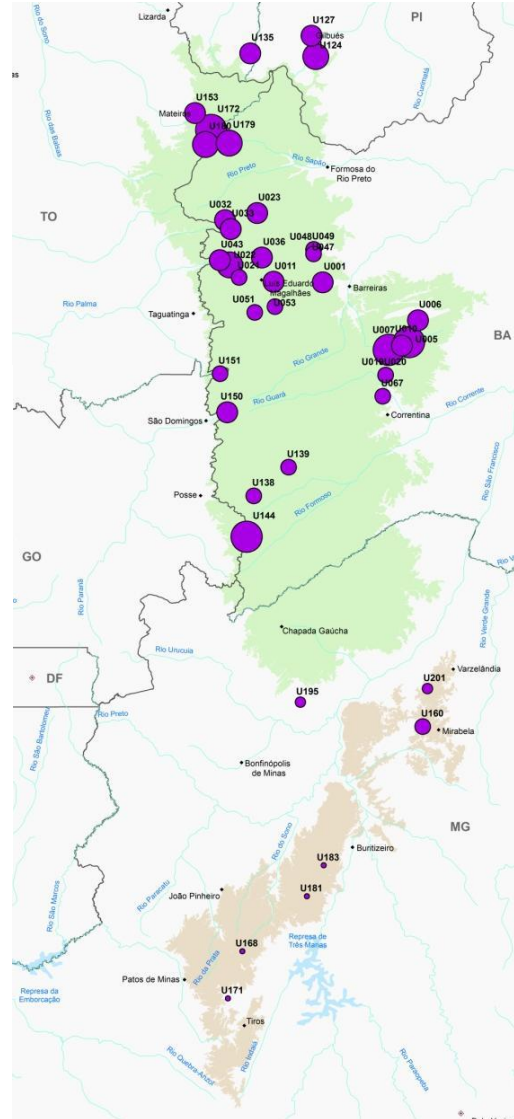 Lizarda
Rio do Sono
PI
U127
Gilbués
U124
U135
Rio Curimatá
U153
Mateiros
U172
U179
Rio das Balsas
Rio Sapão
Formosa do
Rio Preto
Rio Preto
TO
U032
U023
U033
U048
U049
U047
U043
U022
U036
U021
U011
U001
Luís Eduardo
Magalhães
Barreiras
Rio Palma
Taguatinga
U051
U053
U006
U007
U010
U005
BA
Rio Grande
U151
U019
U020
U067
Rio Guará
U150
São Domingos
Correntina
Rio Corrente
U139
U138
Posse
Rio Formoso
Rio São Francisco
U144
GO
Rio Paranã
Rio Verde Grande
Chapada Gaúcha
Rio Urucuia
Varzelândia
DF
U195
U201
U160
Mirabela
Rio Preto
Rio São Bartolomeu
Bonfinópolis
de Minas
MG
Rio do Sono
Buritizeiro
U183
Rio Paracatu
João Pinheiro
U181
Rio São Marcos
Represa de
Três Marias
U168
Rio da Prata
Patos de Minas
Represa da
Emborcação
U171
Tiros
Rio Indaiá
Rio Quebra-Anzol
Rio Paraopeba